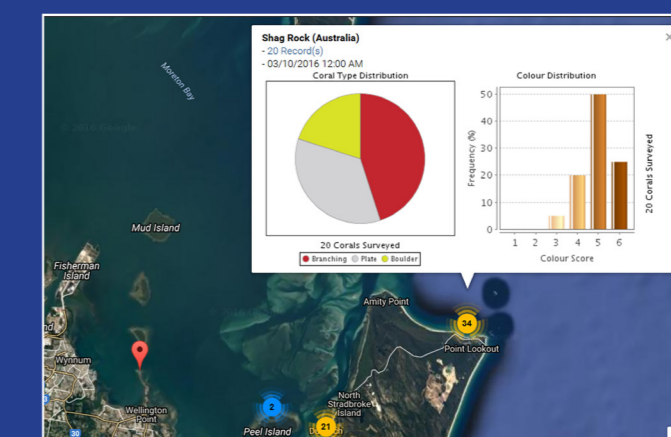 Shag Rock (Australia)
- 20 Record(s)
- 03/10/2016 12:00 AM
Coral Type Distribution
20 Corals Surveyed
Branching Plate Boulder
Colour Distribution
Frequency (%)
50
40
30
20
10
0
1 2 3 4 5 6
Colour Score
20 Corals Surveyed
Moreton Bay
Mud Island
Fisherman
Island
Amity Point
34
Point Lookout
Wynnum
Wellington
Point
North
Stradbroke
Island
2
21
Peel Island
30